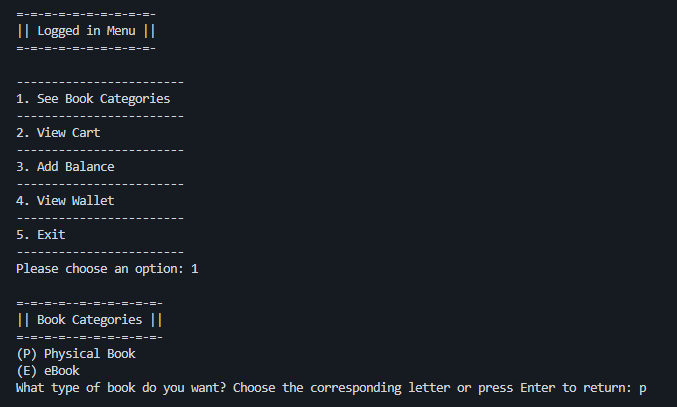 =-=-=-=-=-=-=-=-=-=-
|| Logged in Menu ||
=-=-=-=-=-=-=-=-=-=-
------------------------
1. See Book Categories
------------------------
2. View Cart
------------------------
3. Add Balance
------------------------
4. View Wallet
------------------------
5. Exit
------------------------
Please choose an option: 1
=-=-=-=--=-=-=-=-=-=-
|| Book Categories ||
=-=-=-=--=-=-=-=-=-=-
(P) Physical Book
(E) eBook
What type of book do you want? Choose the corresponding letter or press Enter to return: p